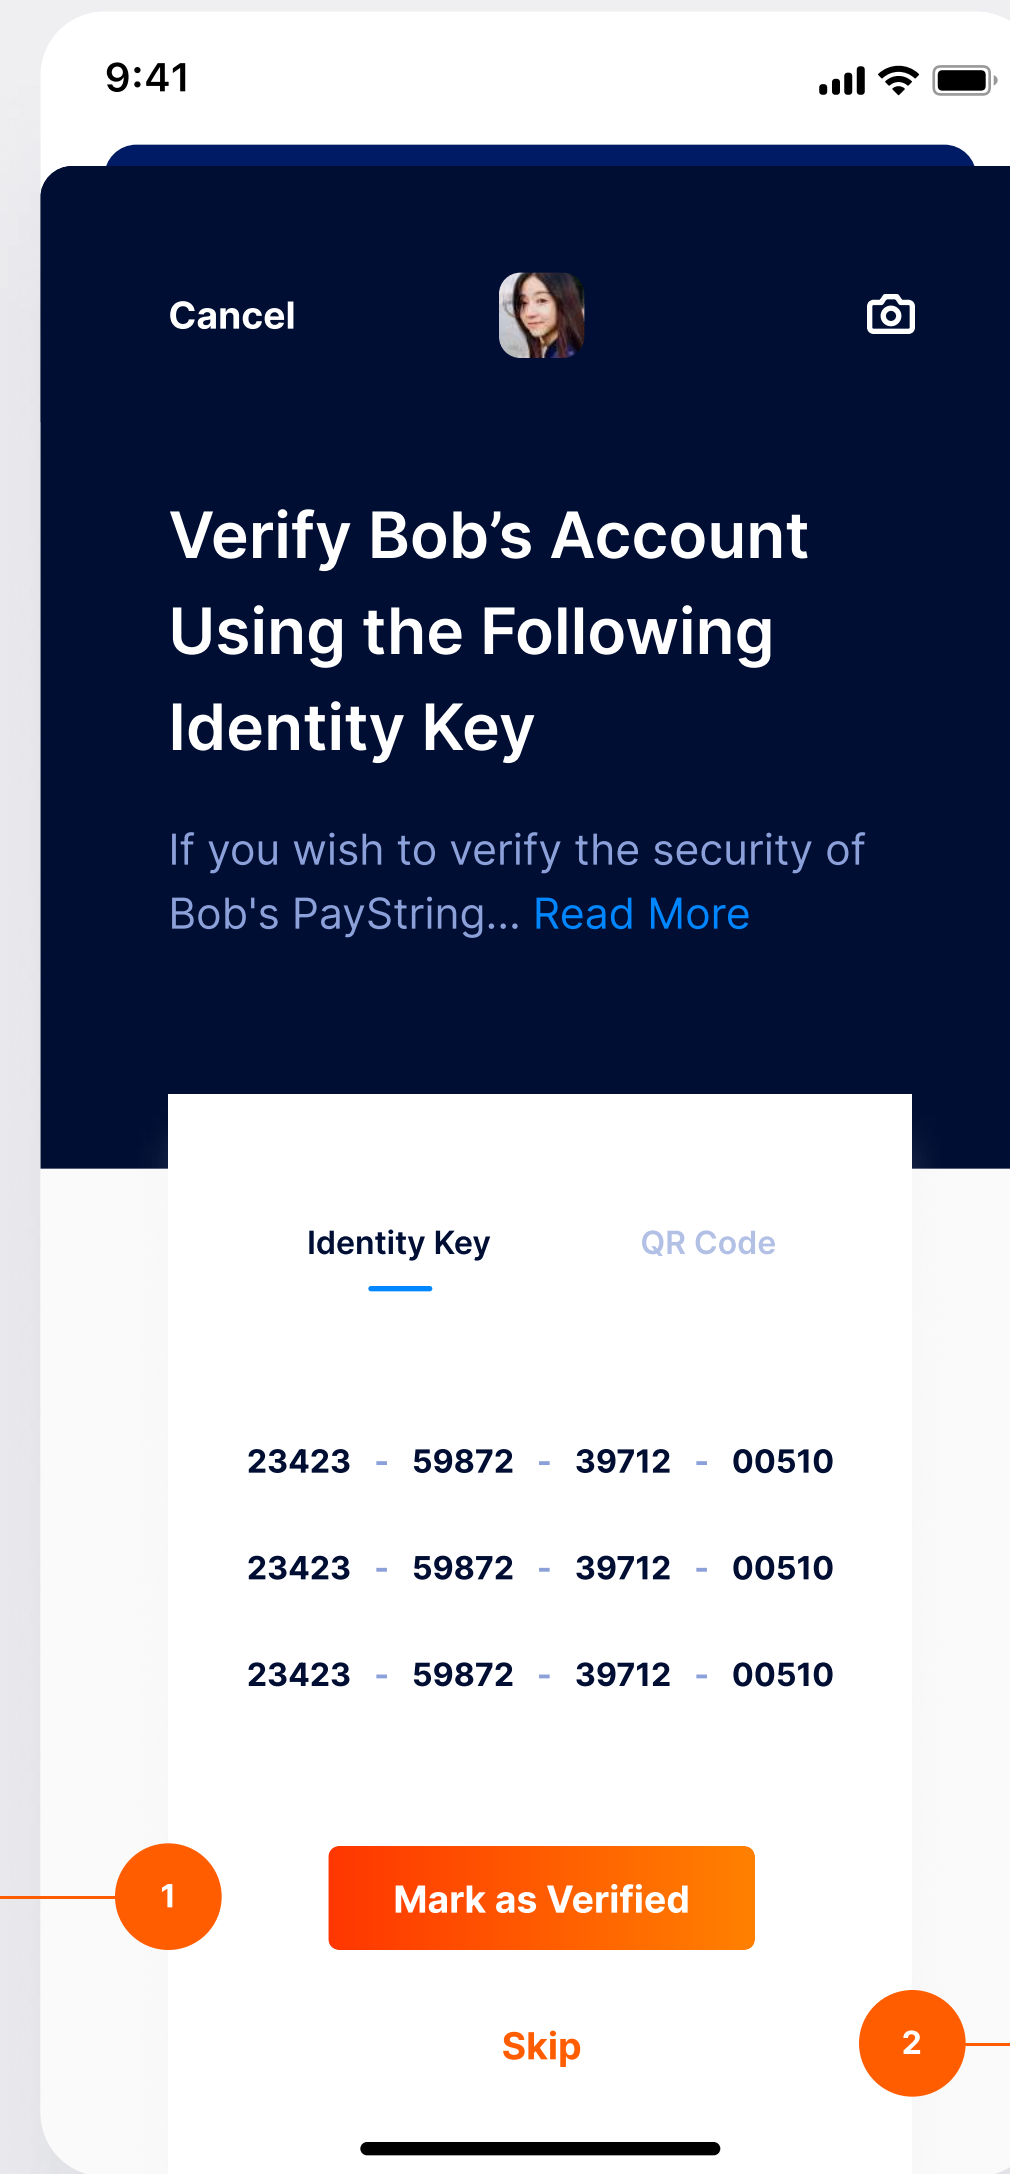 9:41
Cancel
Verify Bob’s Account
Using the Following
Identity Key
If you wish to verify the security of
Bob's PayString... Read More
Identity Key QR Code
23423 - 59872 - 39712 - 00510
23423 - 59872 - 39712 - 00510
23423 - 59872 - 39712 - 00510
1
Mark as Verified
2
Skip